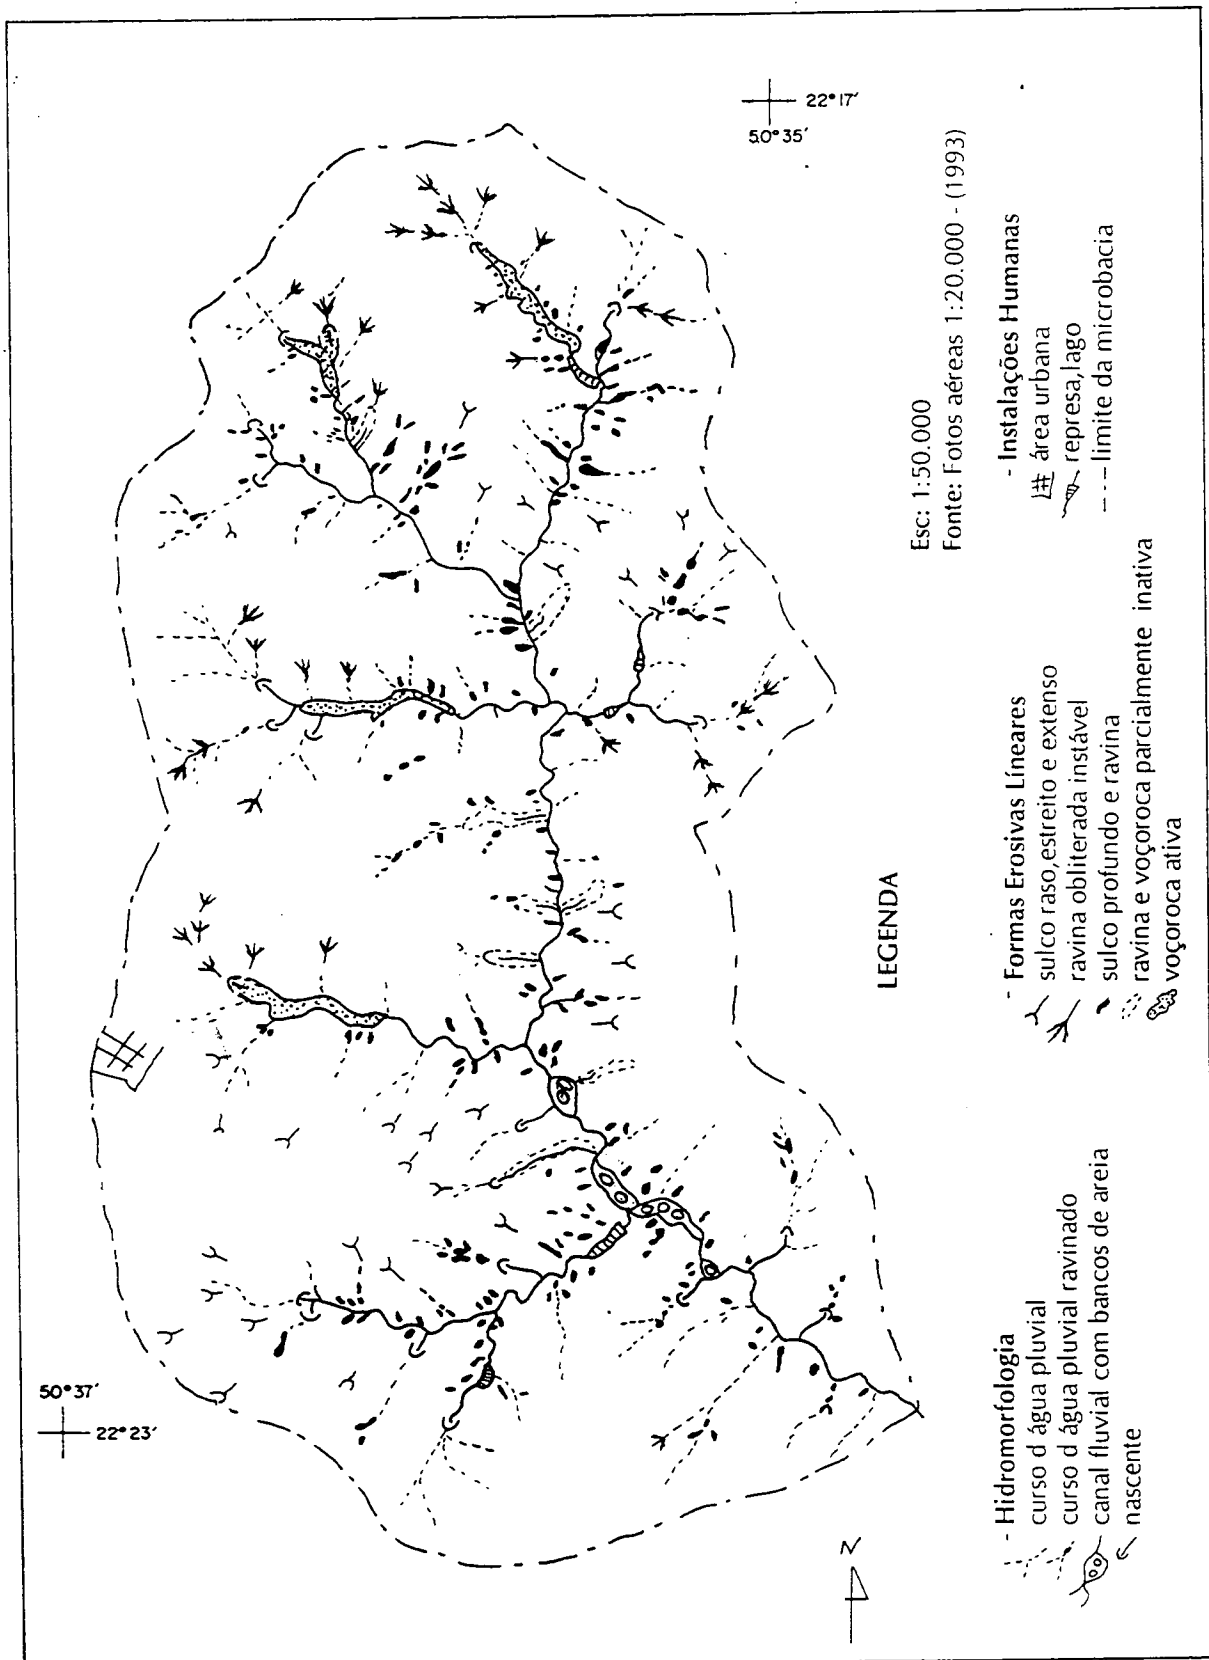 50°37'
22°23'
22°17'
50°35'
N
Esc: 1:50.000
Fonte: Fotos aéreas 1:20.000 - (1993)
LEGENDA
- Hidromorfologia
curso d água pluvial
curso d água pluvial ravinado
canal fluvial com bancos de areia
nascente
- Formas Erosivas Líneares
sulco raso,estreito e extenso
ravina obliterada instável
sulco profundo e ravina
ravina e voçoroca parcialmente inativa
voçoroca ativa
- Instalações Humanas
área urbana
represa,lago
limite da microbacia